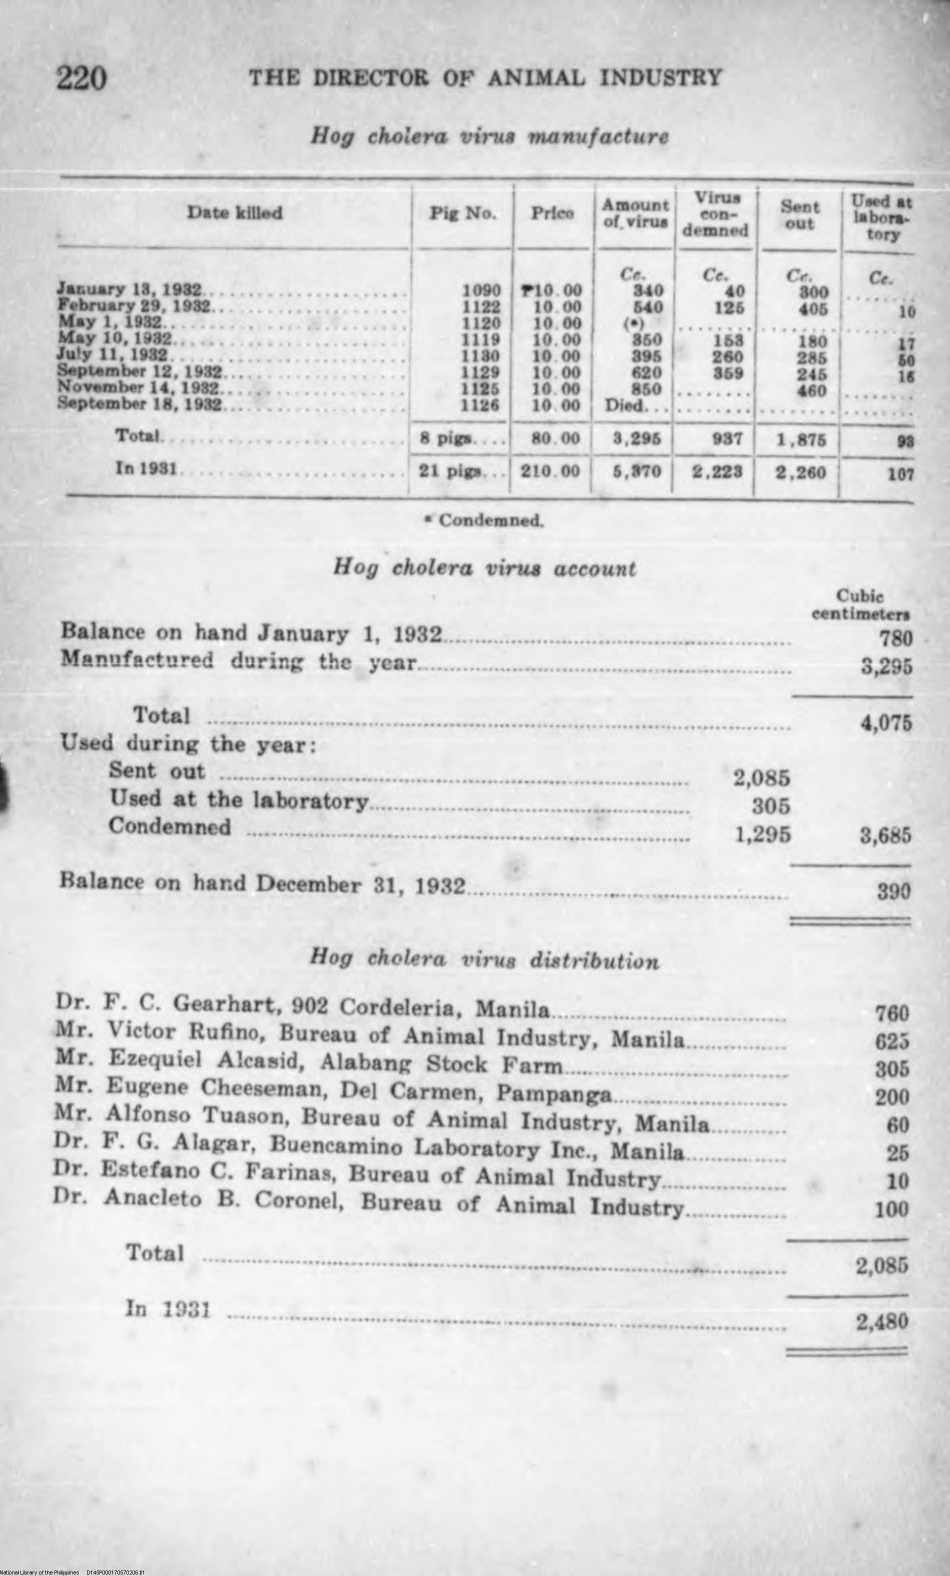 220 THE DIRECTOR OF ANIMAL INDUSTRY
Hog cholera virus manufacture
Date killed Pig No. Price Amount of virus Virus con-demned Sent out Used at labora-tory
Cc. Cc. Cc. Cc.
January 13, 1932 1090 ₱10.00 340 40 300
February 29, 1932 1122 10.00 540 125 405 10
May 1, 1932 1120 10.00 (*)
May 10, 1932 1119 10.00 350 153 180 17
July 11, 1932 1130 10.00 395 260 285 50
September 12, 1932 1129 10.00 620 359 245 16
November 14, 1932 1125 10.00 850 460
September 18, 1932 1126 10.00 Died
Total 8 pigs 80.00 3,295 937 1,875 93
In 1931 21 pigs 210.00 5,370 2,223 2,260 107
* Condemned.
Hog cholera virus account
Cubic
centimeters
Balance on hand January 1, 1932 780
Manufactured during the year 3,295
Total 4,075
Used during the year:
Sent out 2,085
Used at the laboratory 305
Condemned 1,295 3,685
Balance on hand December 31, 1932 390
Hog cholera virus distribution
Dr. F. C. Gearhart, 902 Cordeleria, Manila 760
Mr. Victor Rufino, Bureau of Animal Industry, Manila 625
Mr. Ezequiel Alcasid, Alabang Stock Farm 305
Mr. Eugene Cheeseman, Del Carmen, Pampanga 200
Mr. Alfonso Tuason, Bureau of Animal Industry, Manila 60
Dr. F. G. Alagar, Buencamino Laboratory Inc., Manila 25
Dr. Estefano C. Farinas, Bureau of Animal Industry 10
Dr. Anacleto B. Coronel, Bureau of Animal Industry 100
Total 2,085
In 1931 2,480
National Library of the Philippines